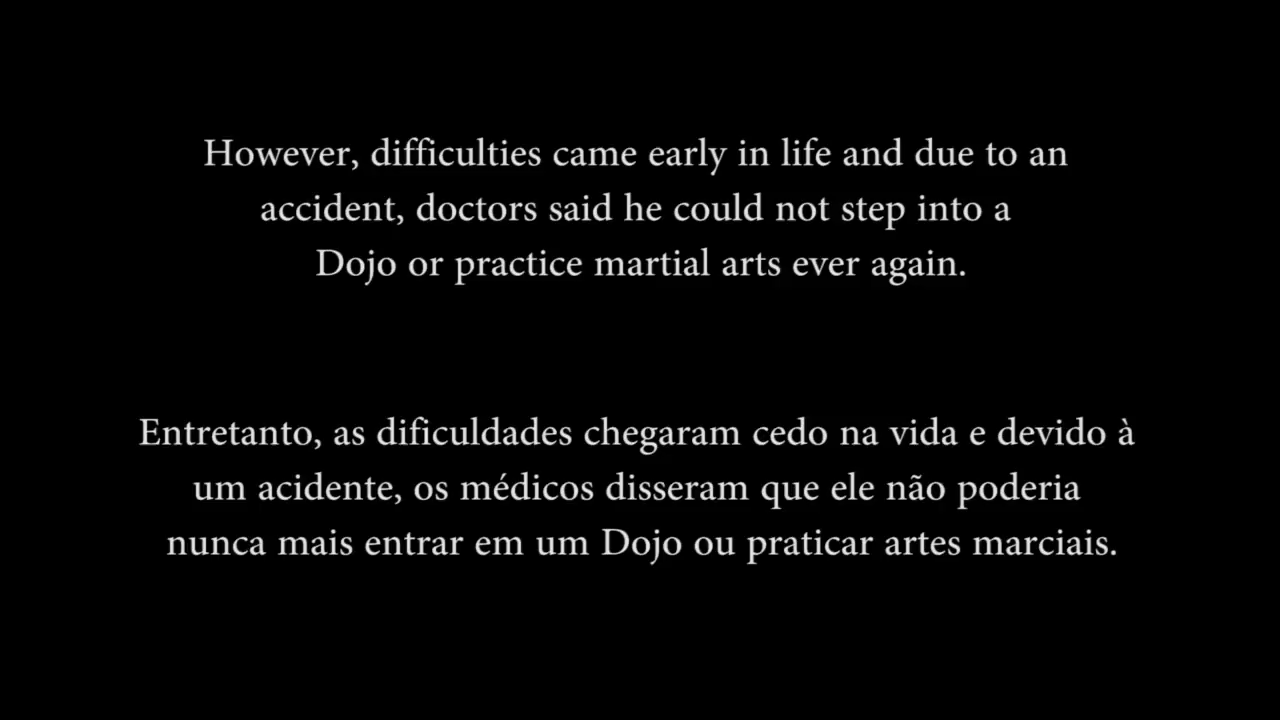 However, difficulties came early in life and due to an
accident, doctors said he could not step into a
Dojo or practice martial arts ever again.
Entretanto, as dificuldades chegaram cedo na vida e devido à
um acidente, os médicos disseram que ele não poderia
nunca mais entrar em um Dojo ou praticar artes marciais.